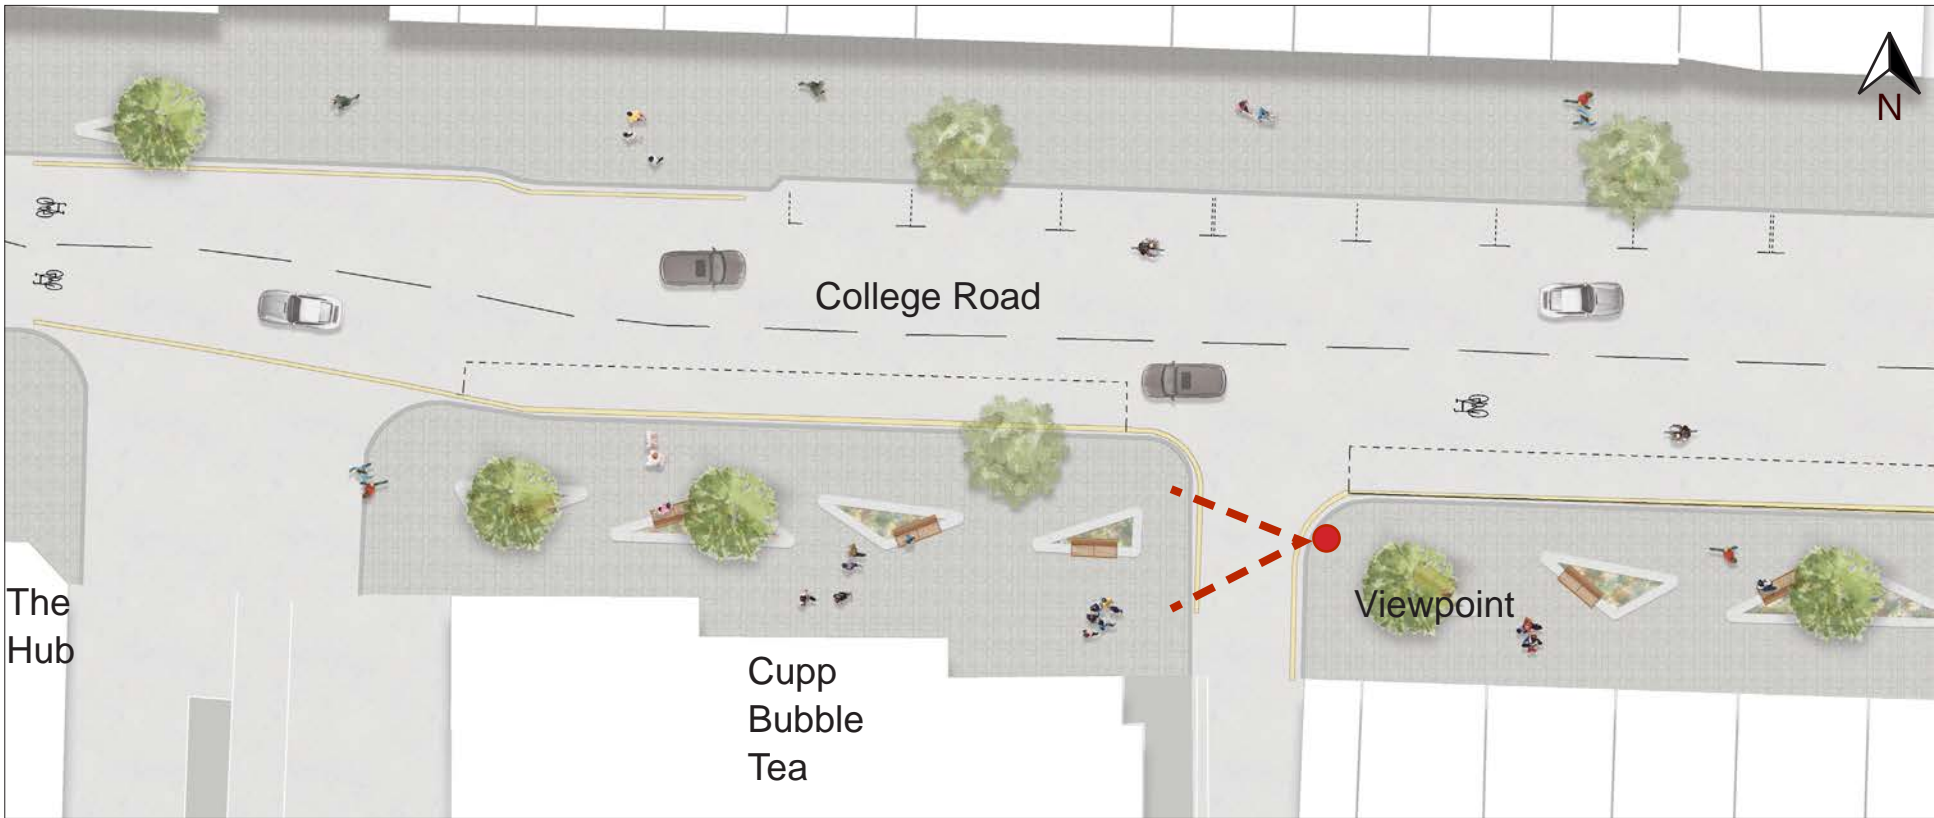 N
College Road
Viewpoint
The
Hub
Cupp
Bubble
Tea